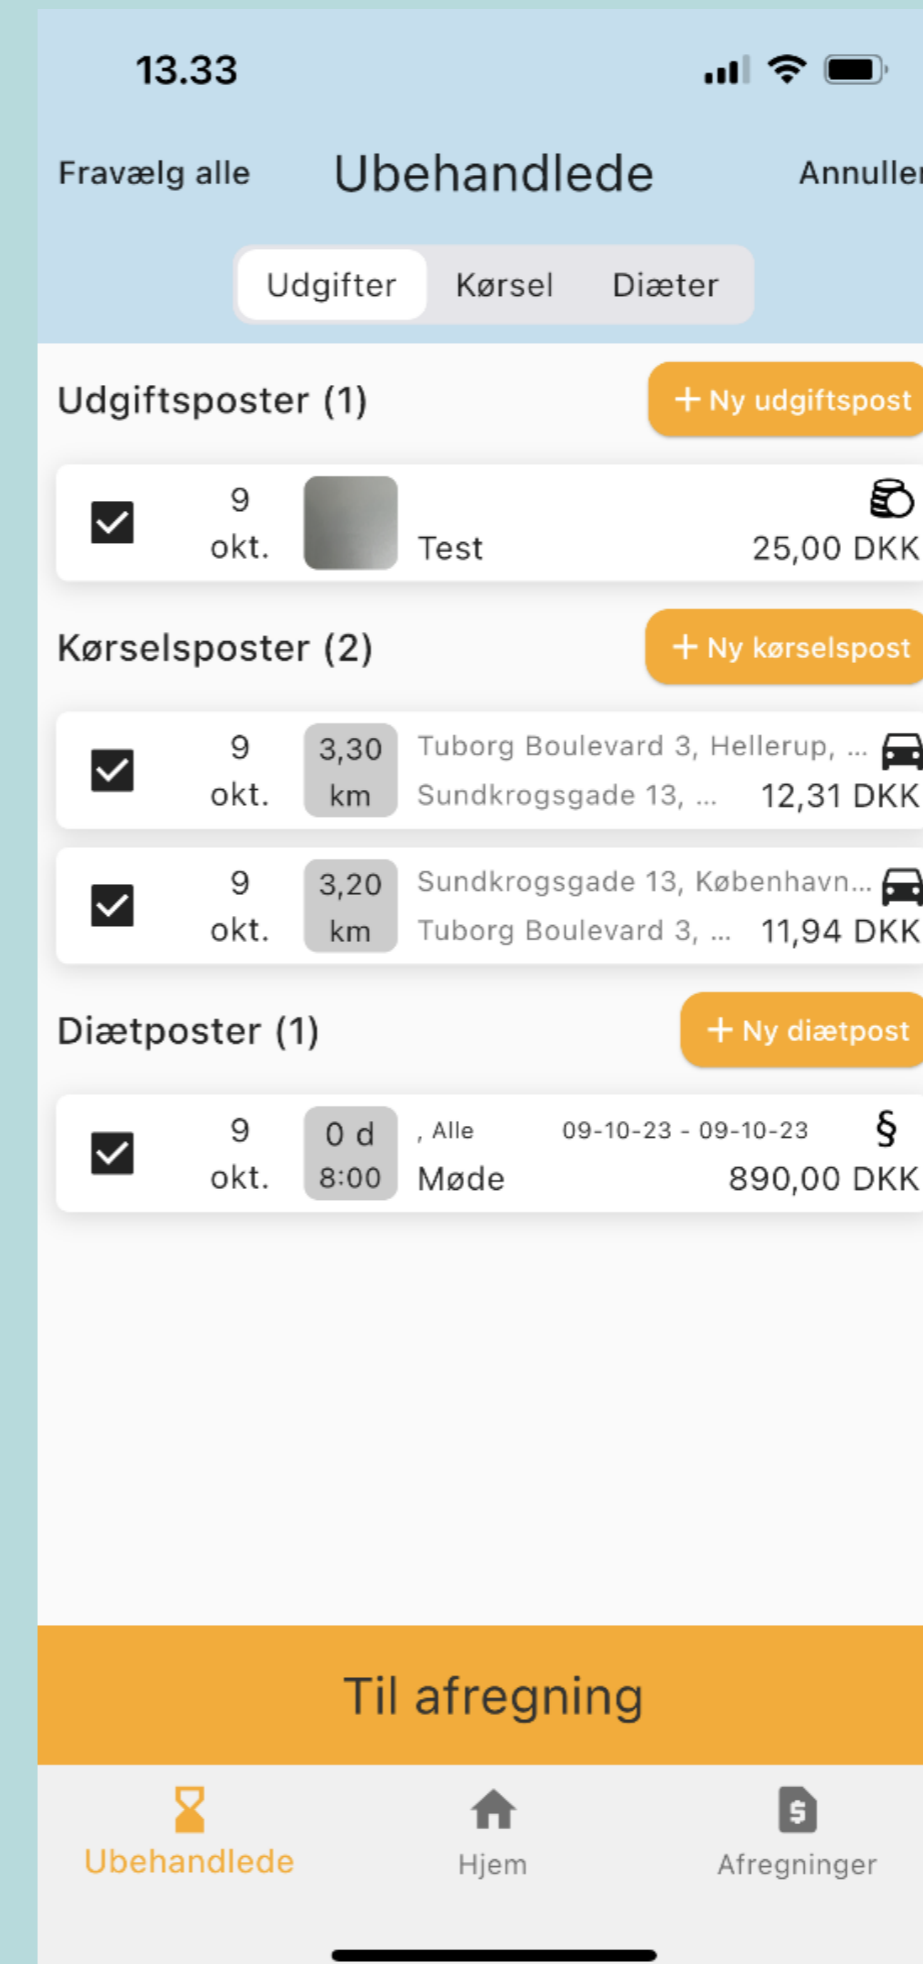 13.33
Fravælg alle Ubehandlede Annuller
Udgifter Kørsel Diæter
Udgiftsposter (1) + Ny udgiftspost
9
okt. Test 25,00 DKK
Kørselsposter (2) + Ny kørselspost
9 3,30 Tuborg Boulevard 3, Hellerup, ...
okt. km Sundkrogsgade 13, ... 12,31 DKK
9 3,20 Sundkrogsgade 13, København...
okt. km Tuborg Boulevard 3, ... 11,94 DKK
Diætposter (1) + Ny diætpost
9 0 d , Alle 09-10-23 - 09-10-23 §
okt. 8:00 Møde 890,00 DKK
Til afregning
Ubehandlede Hjem Afregninger